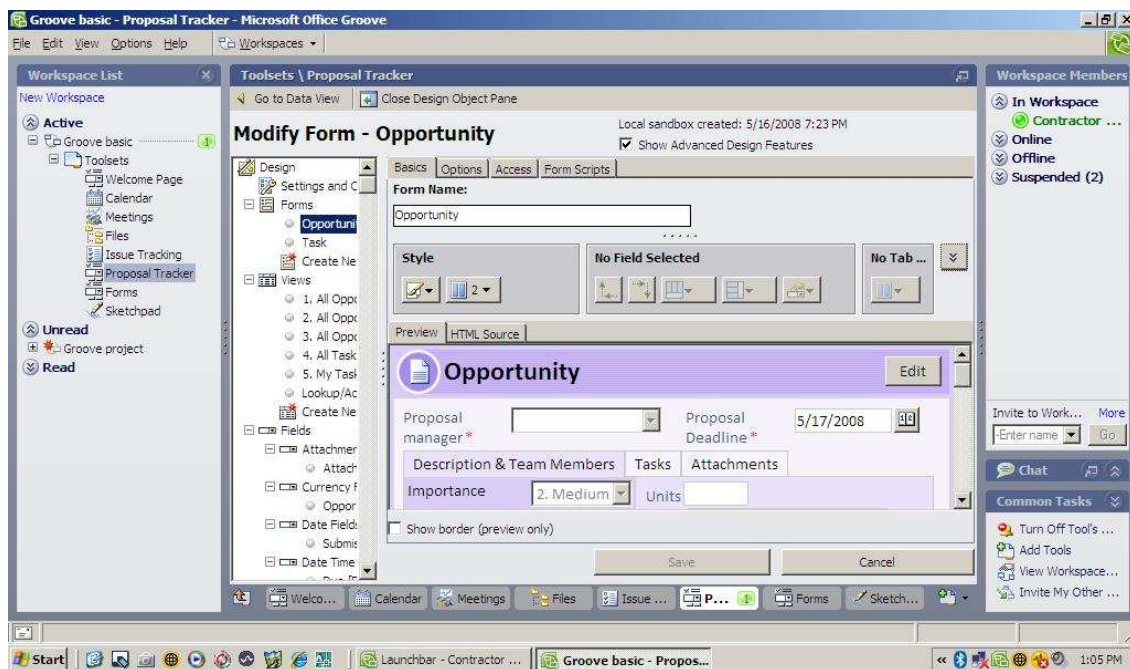 Groove basic - Proposal Tracker - Microsoft Office Groove
File Edit View Options Help Workspaces
Workspace List
New Workspace
Active
Groove basic
Toolsets
Welcome Page
Calendar
Meetings
Files
Issue Tracking
Proposal Tracker
Forms
Sketchpad
Unread
Groove project
Read
Toolsets \ Proposal Tracker
Go to Data View Close Design Object Pane
Modify Form - Opportunity
Local sandbox created: 5/16/2008 7:23 PM
Show Advanced Design Features
Design
Settings and C
Forms
Opportuni
Task
Create Ne
Views
1. All Oppo
2. All Oppo
3. All Oppo
4. All Task
5. My Task
Lookup/Ac
Create Ne
Fields
Attachmen
Attach
Currency F
Oppor
Date Field
Submis
Date Time
Basics Options Access Form Scripts
Form Name:
Opportunity
Style
2
No Field Selected
No Tab ...
Preview HTML Source
Opportunity
Edit
Proposal manager*
Proposal Deadline*
5/17/2008
Description & Team Members Tasks Attachments
Importance 2. Medium Units
Show border (preview only)
Save Cancel
Welco... Calendar Meetings Files Issue ... P... Forms Sketch...
Workspace Members
In Workspace
Contractor ...
Online
Offline
Suspended (2)
Invite to Work... More
-Enter name Go
Chat
Common Tasks
Turn Off Tool's ...
Add Tools
View Workspace...
Invite My Other ...
Start Launchbar - Contractor ... Groove basic - Propos... 1:05 PM